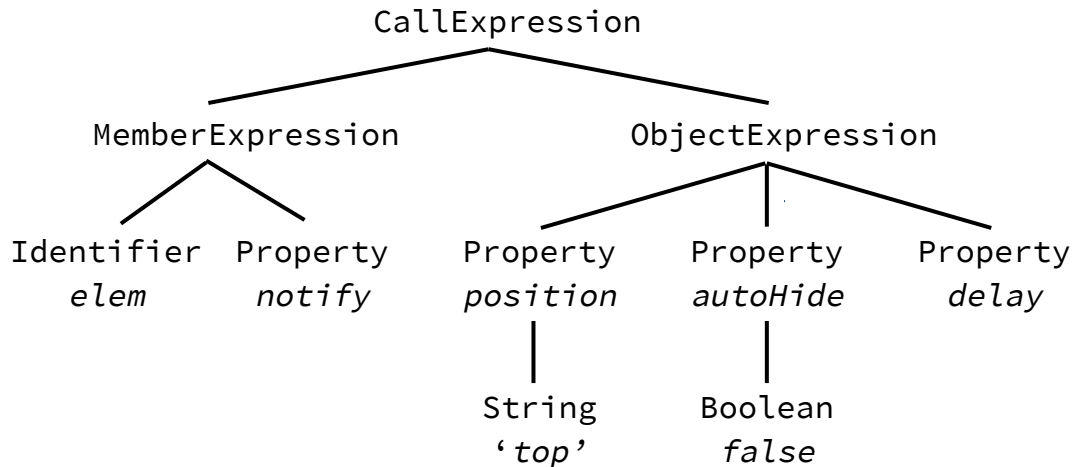 CallExpression
MemberExpression ObjectExpression
Identifier Property Property Property Property
elem notify position autoHide delay
String Boolean
‘top’ false